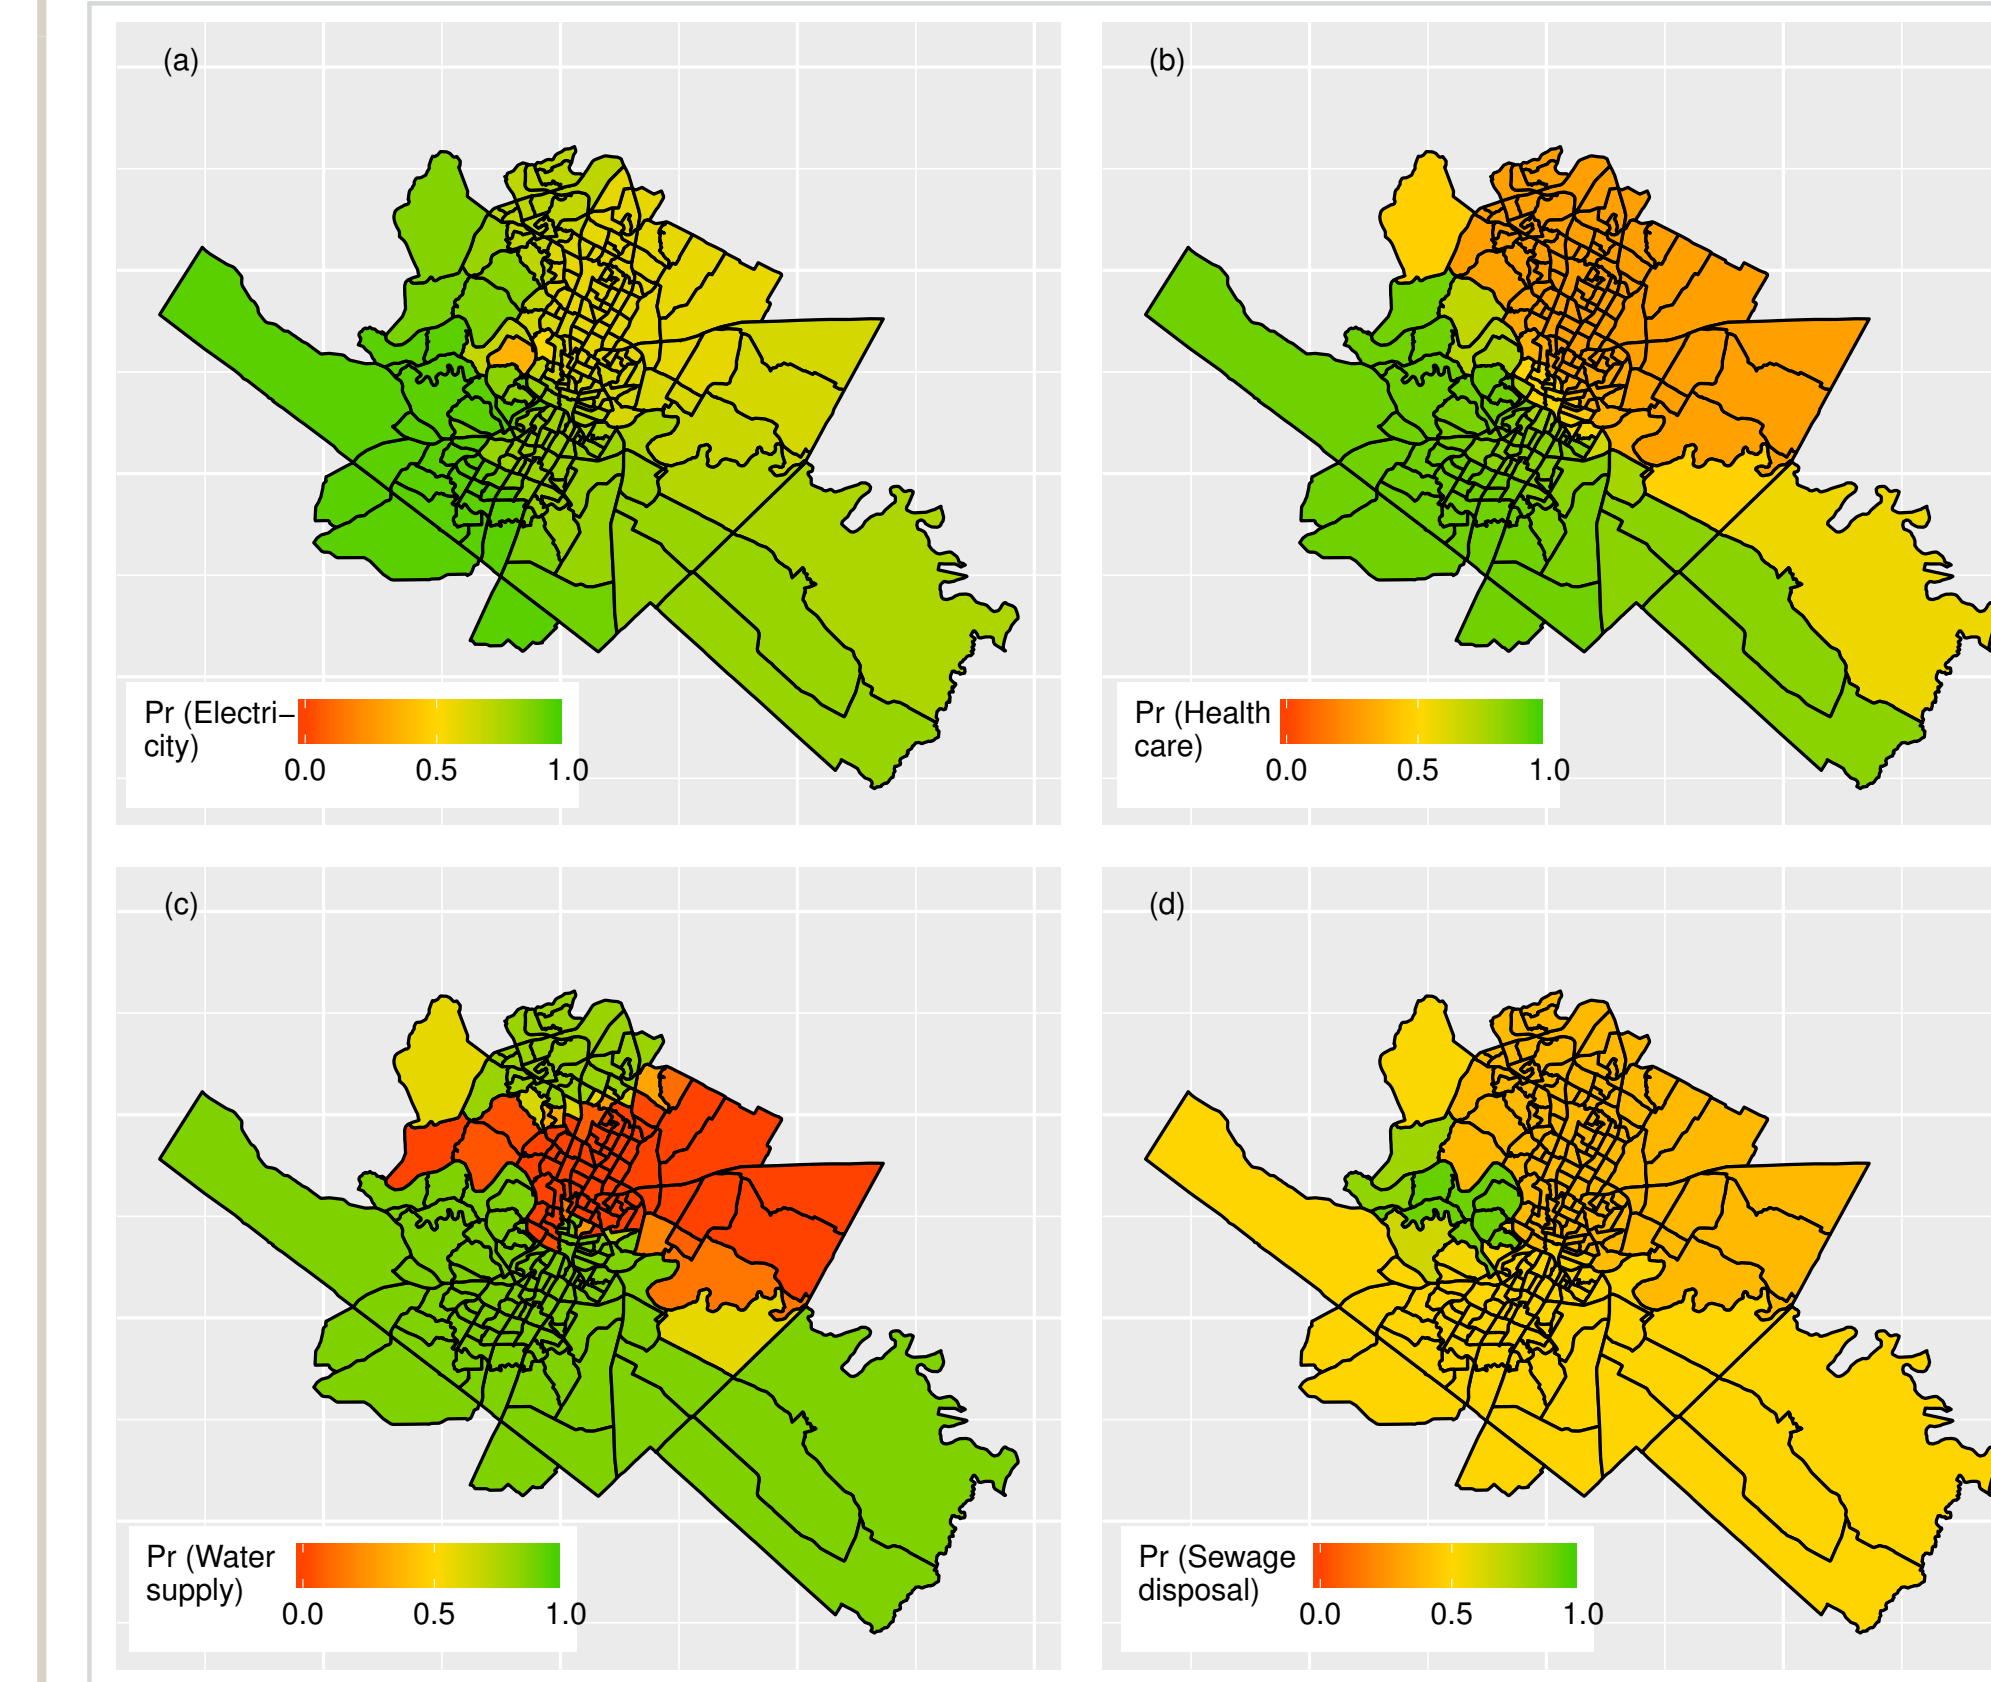 (a)
Pr (Electri–
city)
0.0 0.5 1.0
(b)
Pr (Health
care)
0.0 0.5 1.0
(c)
Pr (Water
supply)
0.0 0.5 1.0
(d)
Pr (Sewage
disposal)
0.0 0.5 1.0